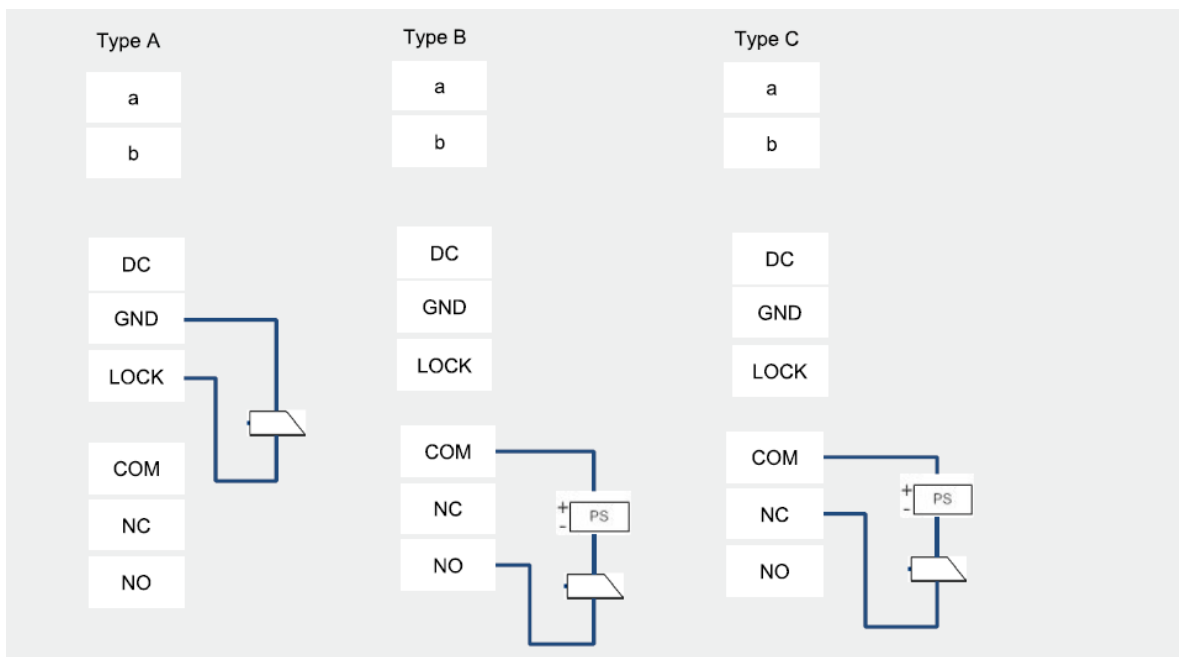 Type A
a
b
DC
GND
LOCK
COM
NC
NO
Type B
a
b
DC
GND
LOCK
COM
NC
NO
+
-
PS
Type C
a
b
DC
GND
LOCK
COM
NC
NO
+
-
PS